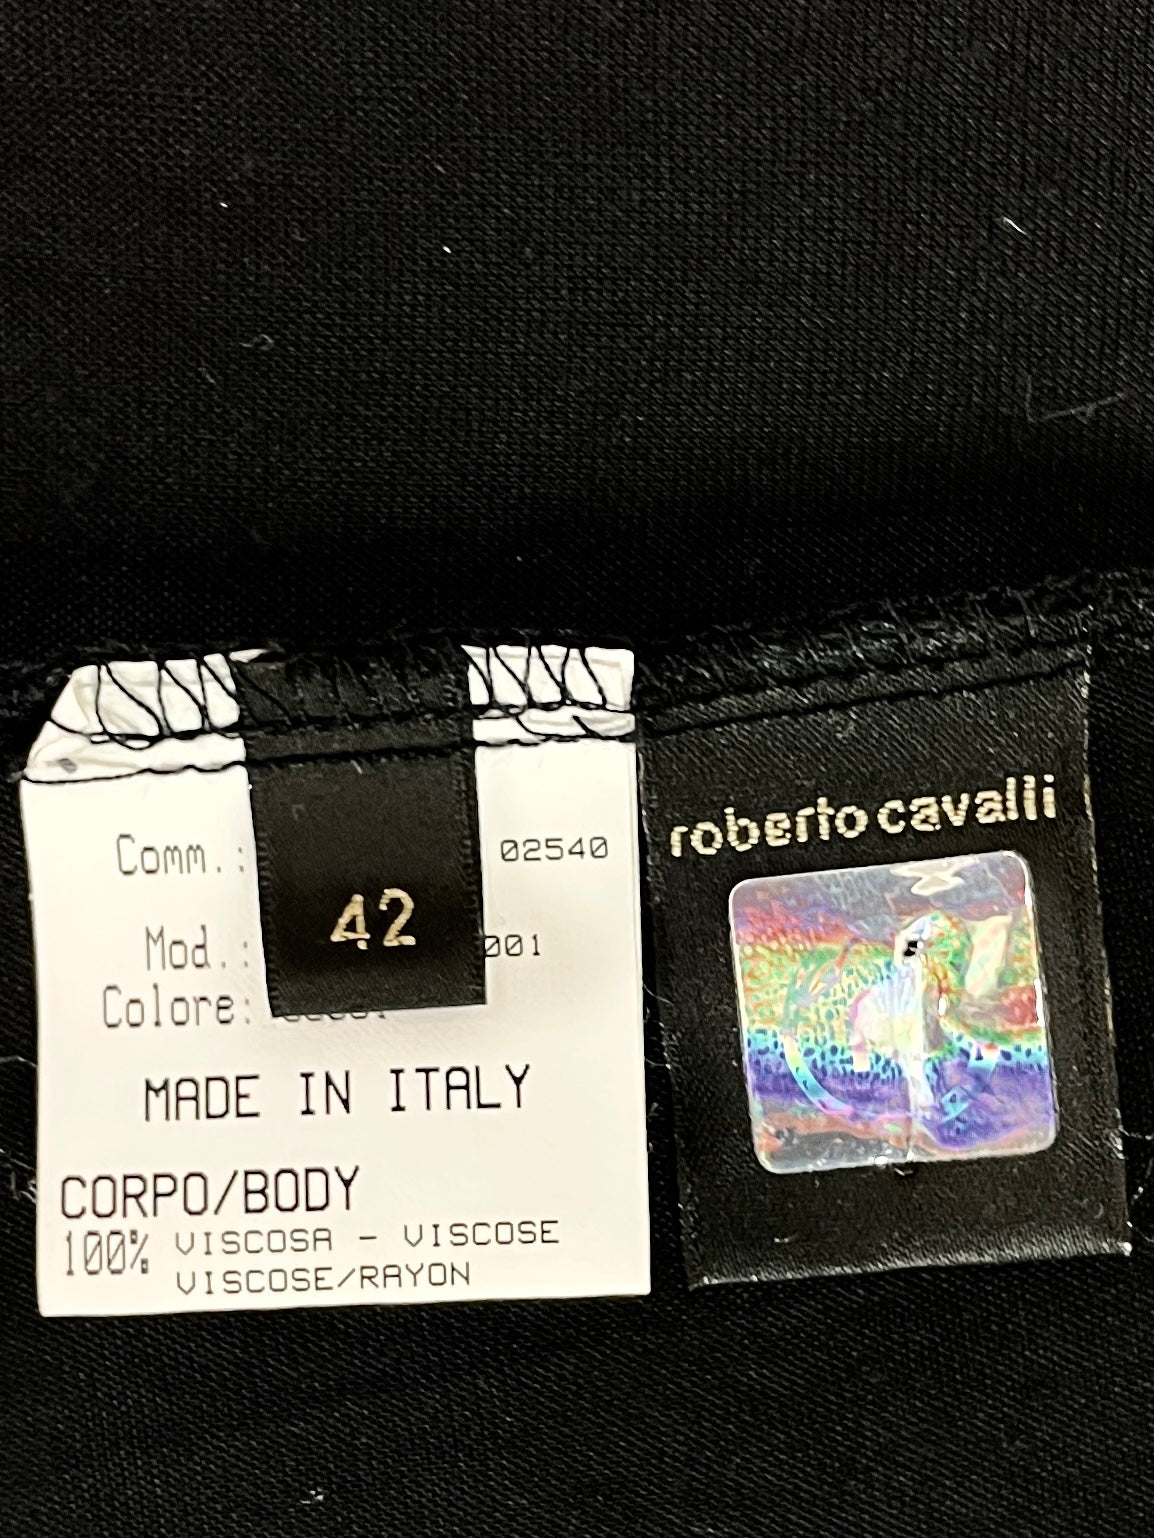 Comm.: 02540
42
Mod.: 001
Colore:
MADE IN ITALY
CORPO/BODY
100% VISCOSA - VISCOSE
VISCOSE/RAYON
roberto cavalli